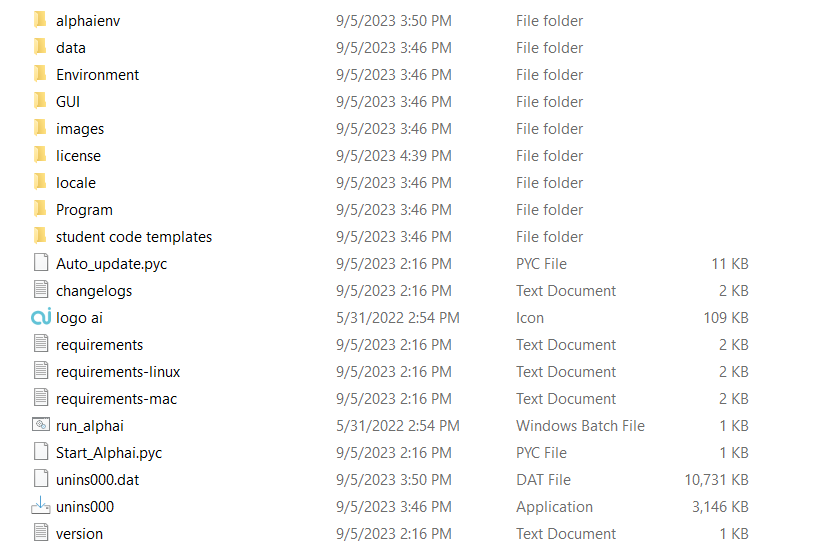 alphaienv 9/5/2023 3:50 PM File folder
data 9/5/2023 3:46 PM File folder
Environment 9/5/2023 3:46 PM File folder
GUI 9/5/2023 3:46 PM File folder
images 9/5/2023 3:46 PM File folder
license 9/5/2023 4:39 PM File folder
locale 9/5/2023 3:46 PM File folder
Program 9/5/2023 3:46 PM File folder
student code templates 9/5/2023 3:46 PM File folder
Auto_update.pyc 9/5/2023 2:16 PM PYC File 11 KB
changelogs 9/5/2023 2:16 PM Text Document 2 KB
logo ai 5/31/2022 2:54 PM Icon 109 KB
requirements 9/5/2023 2:16 PM Text Document 2 KB
requirements-linux 9/5/2023 2:16 PM Text Document 2 KB
requirements-mac 9/5/2023 2:16 PM Text Document 2 KB
run_alphai 5/31/2022 2:54 PM Windows Batch File 1 KB
Start_Alphai.pyc 9/5/2023 2:16 PM PYC File 1 KB
unins000.dat 9/5/2023 3:50 PM DAT File 10,731 KB
unins000 9/5/2023 3:46 PM Application 3,146 KB
version 9/5/2023 2:16 PM Text Document 1 KB